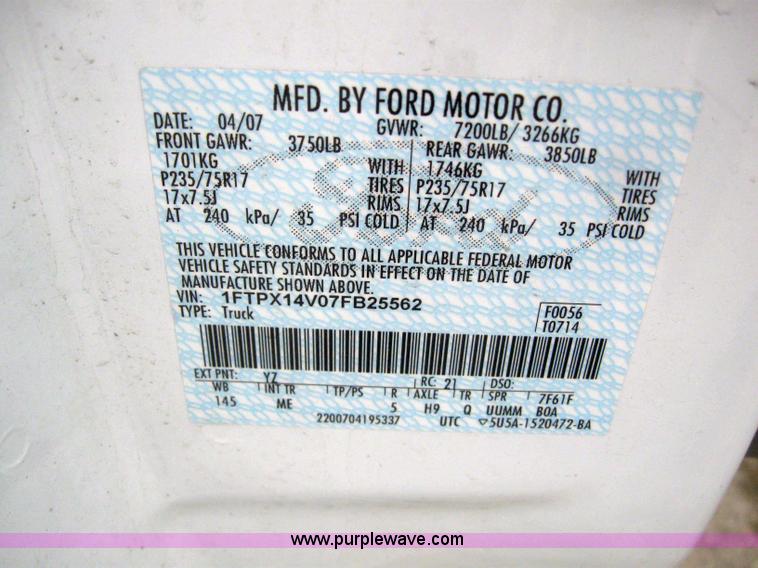 MFD. BY FORD MOTOR CO.
DATE: 04/07 GVWR: 7200LB/ 3266KG
FRONT GAWR: 3750LB REAR GAWR: 3850LB
1701KG WITH 1746KG WITH
P235/75R17 TIRES P235/75R17 TIRES
17x7.5J RIMS 17x7.5J RIMS
AT 240 kPa/ 35 PSI COLD AT 240 kPa/ 35 PSI COLD
THIS VEHICLE CONFORMS TO ALL APPLICABLE FEDERAL MOTOR
VEHICLE SAFETY STANDARDS IN EFFECT ON THE DATE OF
MANUFACTURE SHOWN ABOVE.
VIN: 1FTPX14V07FB25562 F0056
TYPE: Truck T0714
EXT PNT: YZ RC: 21 DSO:
WB INT TR TP/PS R AXLE TR SPR 7F61F
145 ME 5 H9 Q UUMM BOA
2200704195337 UTC 5U5A-1520472-BA
Ford
www.purplewave.com